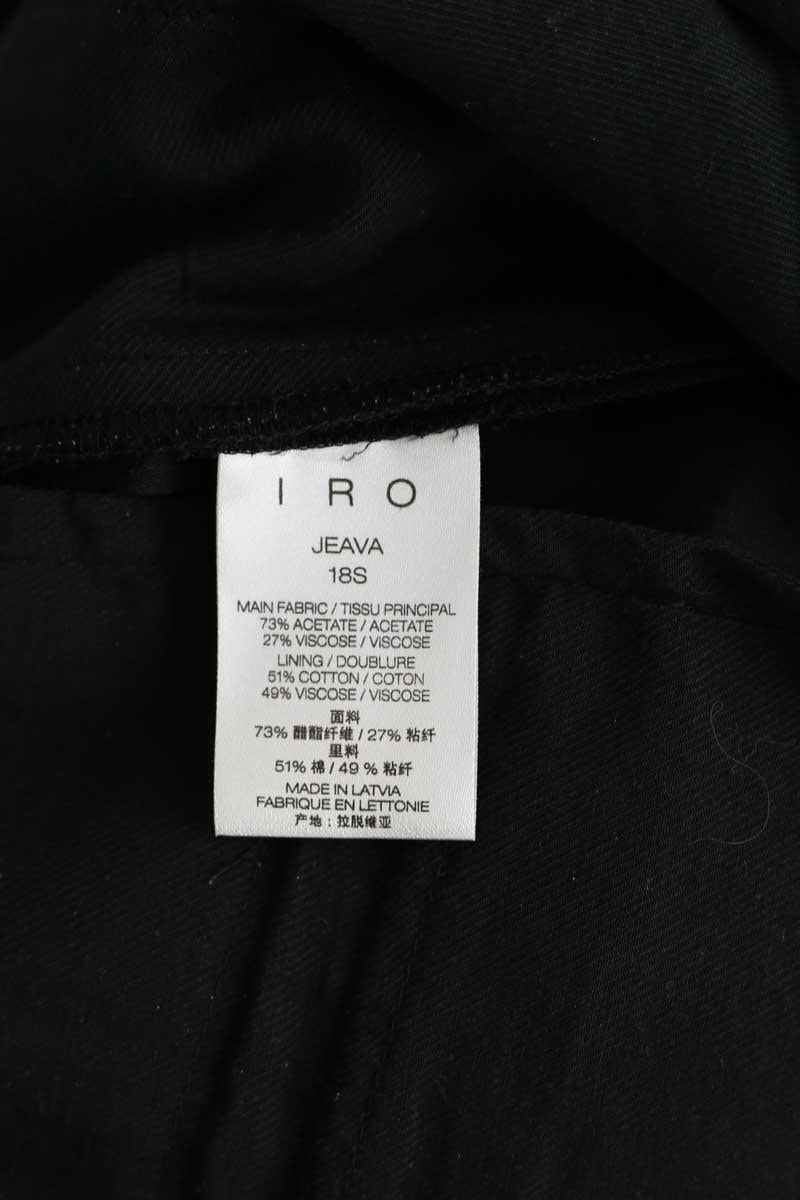 IRO
JEAVA
18S
MAIN FABRIC / TISSU PRINCIPAL
73% ACETATE / ACETATE
27% VISCOSE / VISCOSE
LINING / DOUBLURE
51% COTTON / COTON
49% VISCOSE / VISCOSE
面料
73% 醋酯纤维 / 27% 粘纤
里料
51% 棉 / 49 % 粘纤
MADE IN LATVIA
FABRIQUE EN LETTONIE
产地：拉脱维亚